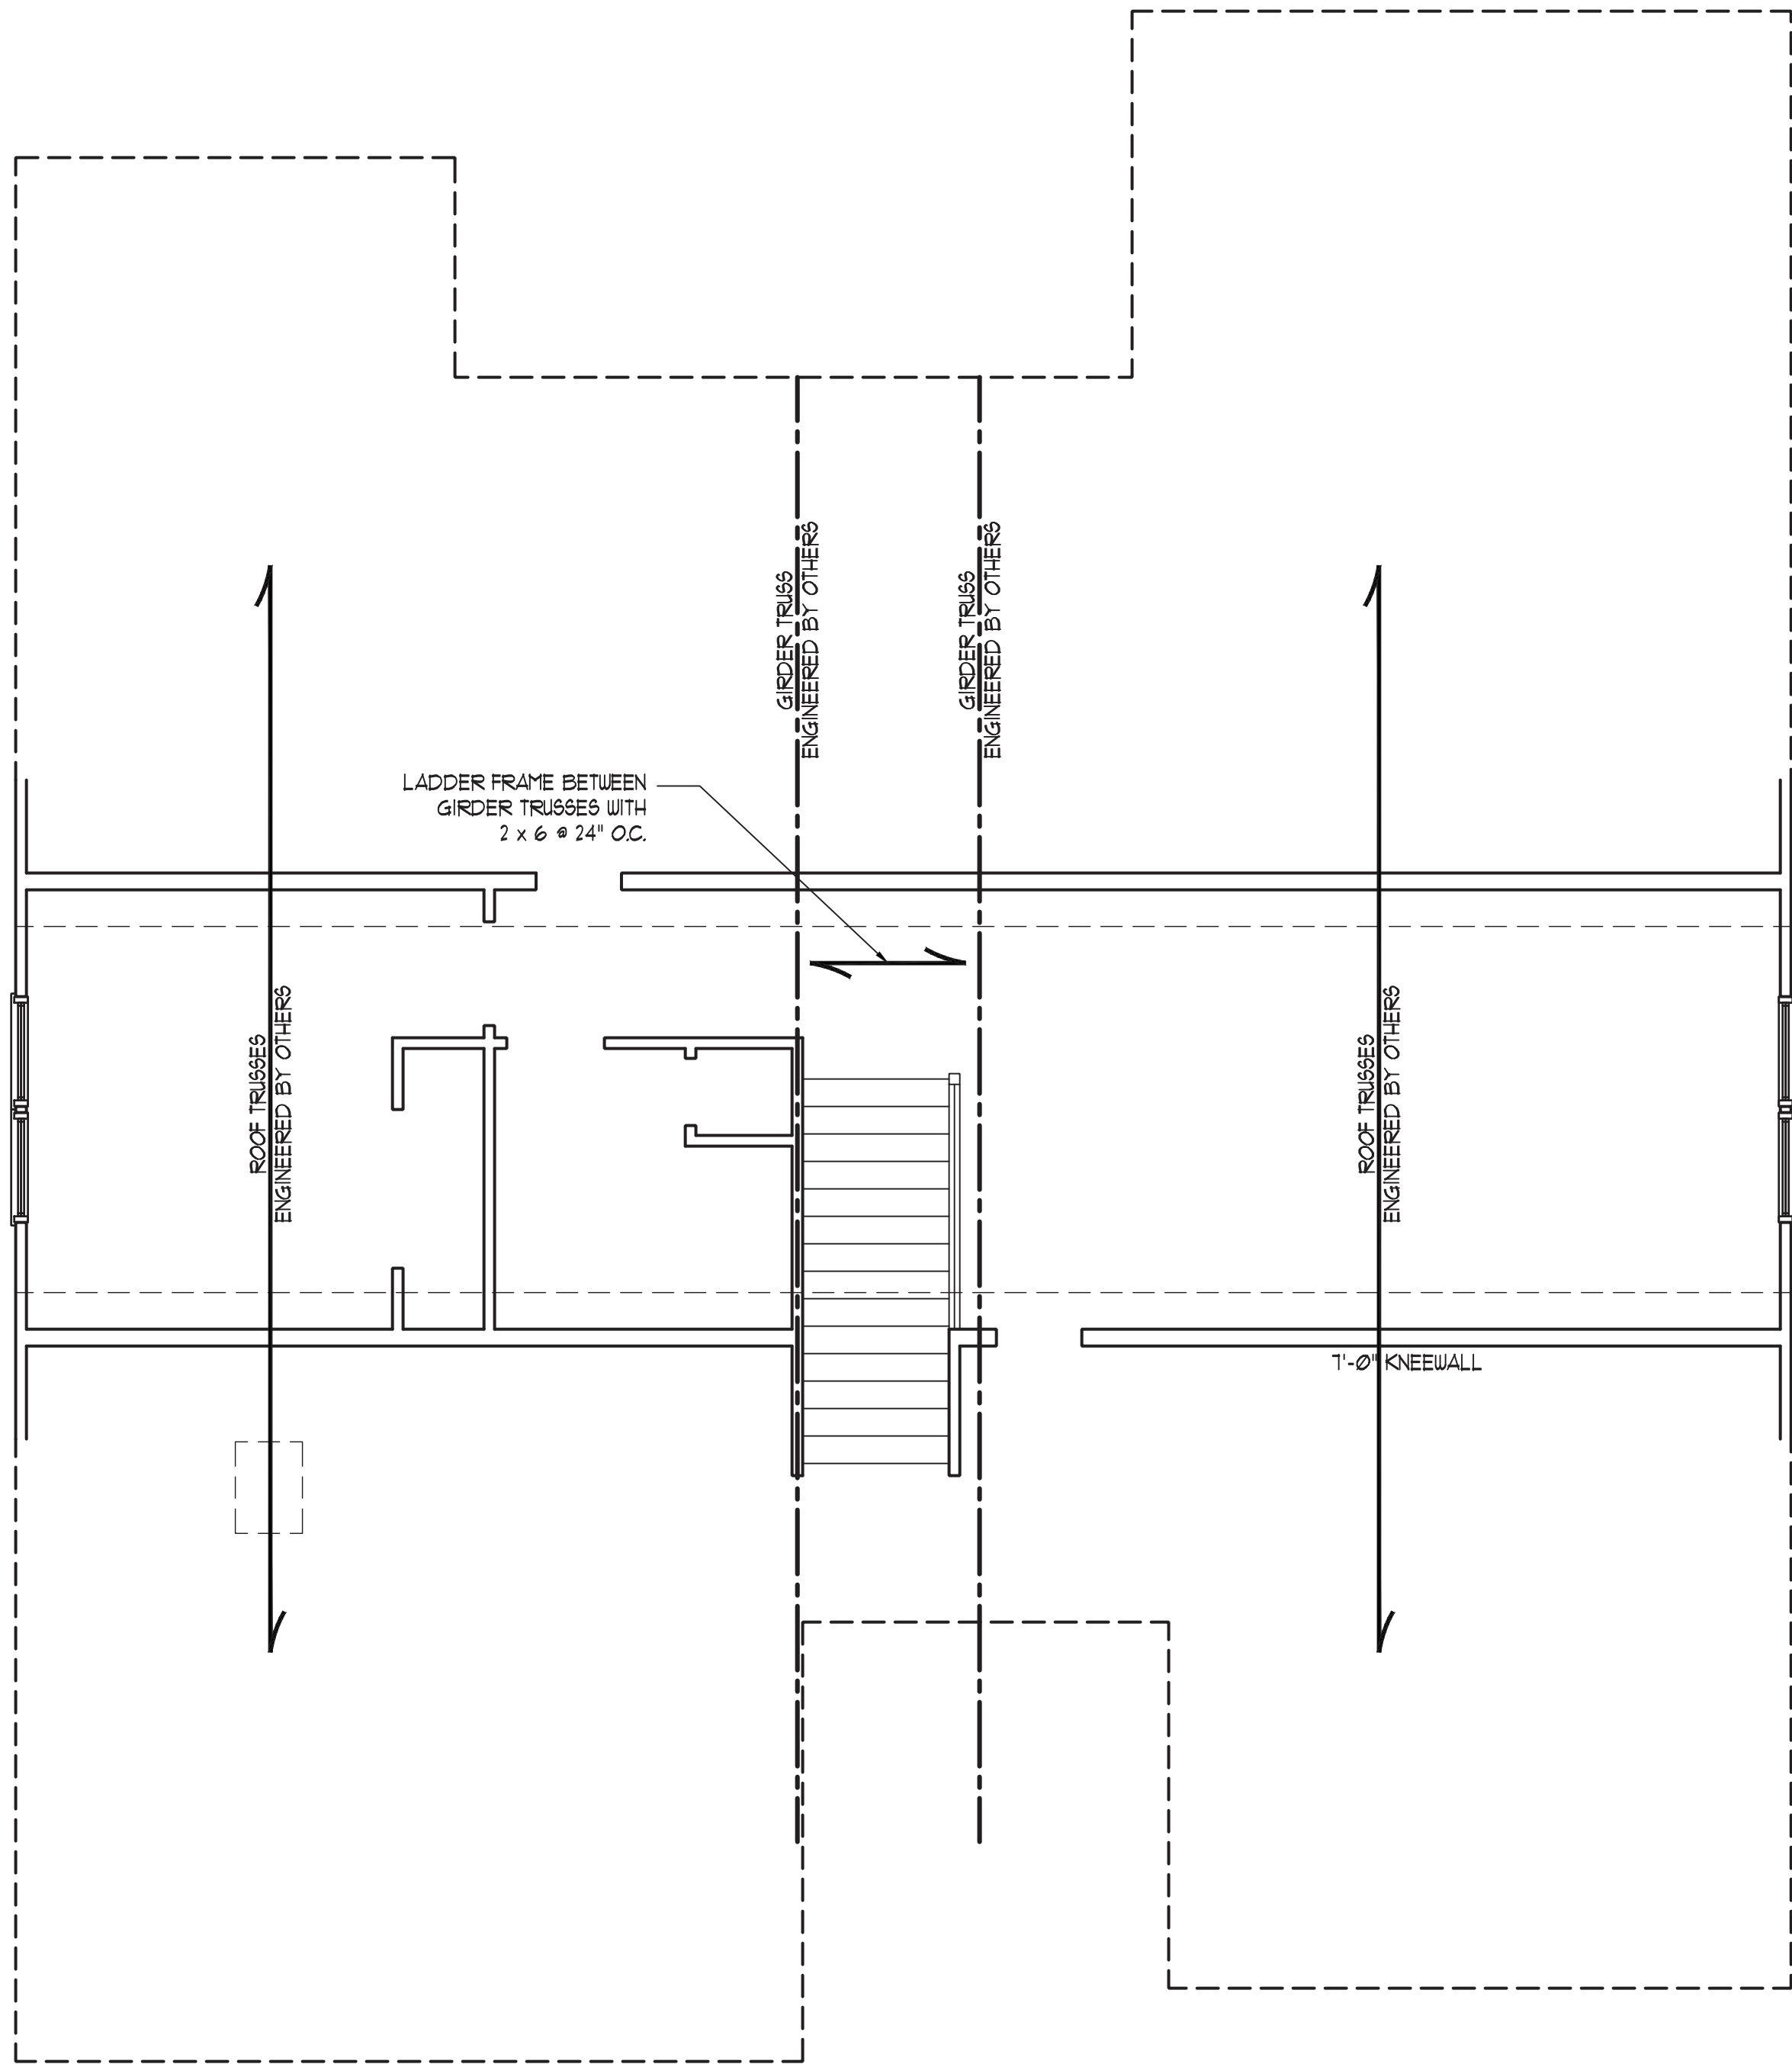 GIRDER TRUSS
ENGINEERED BY OTHERS
GIRDER TRUSS
ENGINEERED BY OTHERS
LADDER FRAME BETWEEN
GIRDER TRUSSES WITH
2 x 6 @ 24" O.C.
ROOF TRUSSES
ENGINEERED BY OTHERS
ROOF TRUSSES
ENGINEERED BY OTHERS
7'-0" KNEEWALL